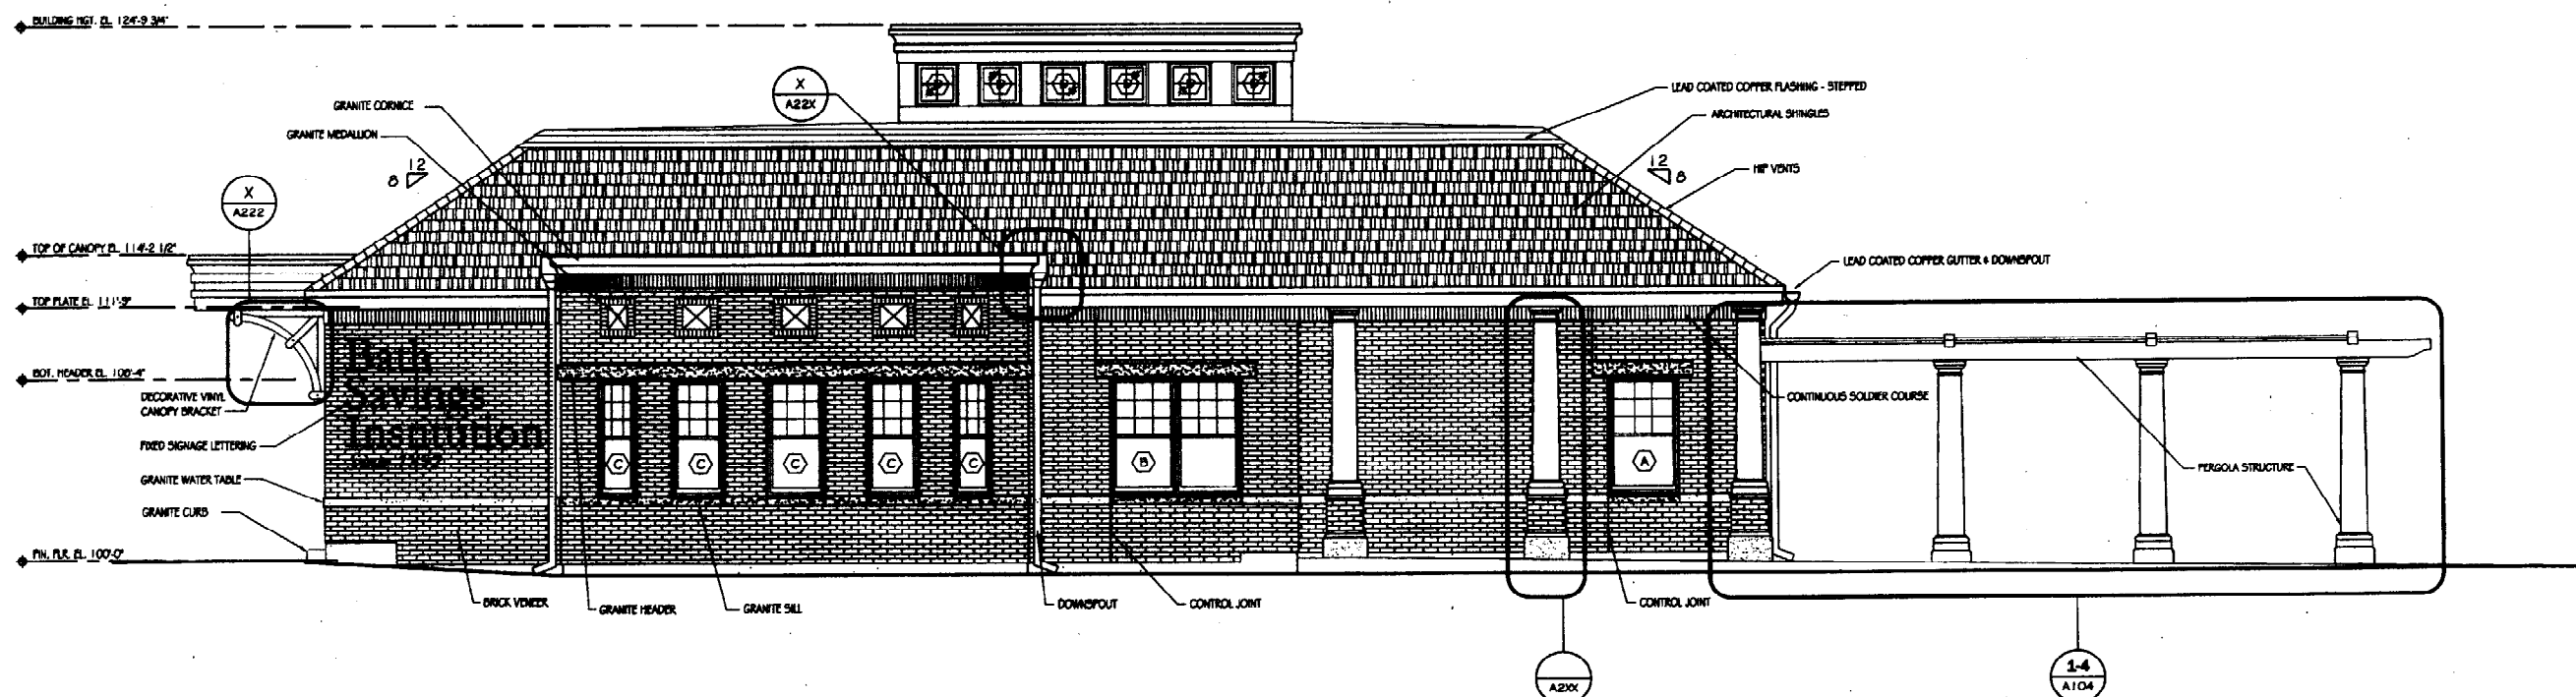 BUILDING HGT. EL. 124'-9 3/4"
GRANITE CORNICE
GRANITE MEDALLION
X
A22X
LEAD COATED COPPER FLASHING - STEPPED
ARCHITECTURAL SHINGLES
HIP VENTS
12
8
12
8
X
A222
TOP OF CANOPY EL. 114'-2 1/2"
TOP PLATE EL. 111'-9"
LEAD COATED COPPER GUTTER & DOWNSPOUT
BOT. HEADER EL. 108'-4"
DECORATIVE VINYL
CANOPY BRACKET
Bath
Savings
Institution
FIXED SIGNAGE LETTERING
GRANITE WATER TABLE
GRANITE CURB
FIN. FLR. EL. 100'-0"
C
C
C
C
C
B
A
CONTINUOUS SOLDIER COURSE
PERGOLA STRUCTURE
BRICK VENEER
GRANITE HEADER
GRANITE SILL
DOWNSPOUT
CONTROL JOINT
CONTROL JOINT
A2XX
1-4
A104